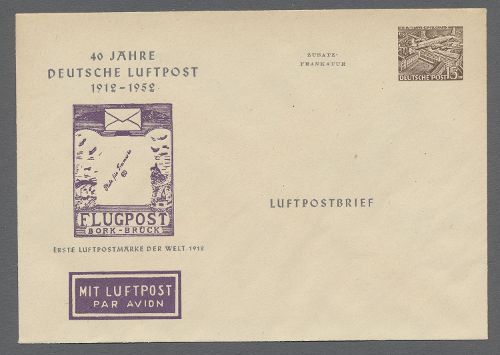 40 JAHRE
DEUTSCHE LUFTPOST
1912-1952
ZUSATZ-
FRANKATUR
DEUTSCHE POST
15
FLUGPOST
BORK-BRÜCK
ERSTE LUFTPOSTMARKE DER WELT 1912
LUFTPOSTBRIEF
MIT LUFTPOST
PAR AVION